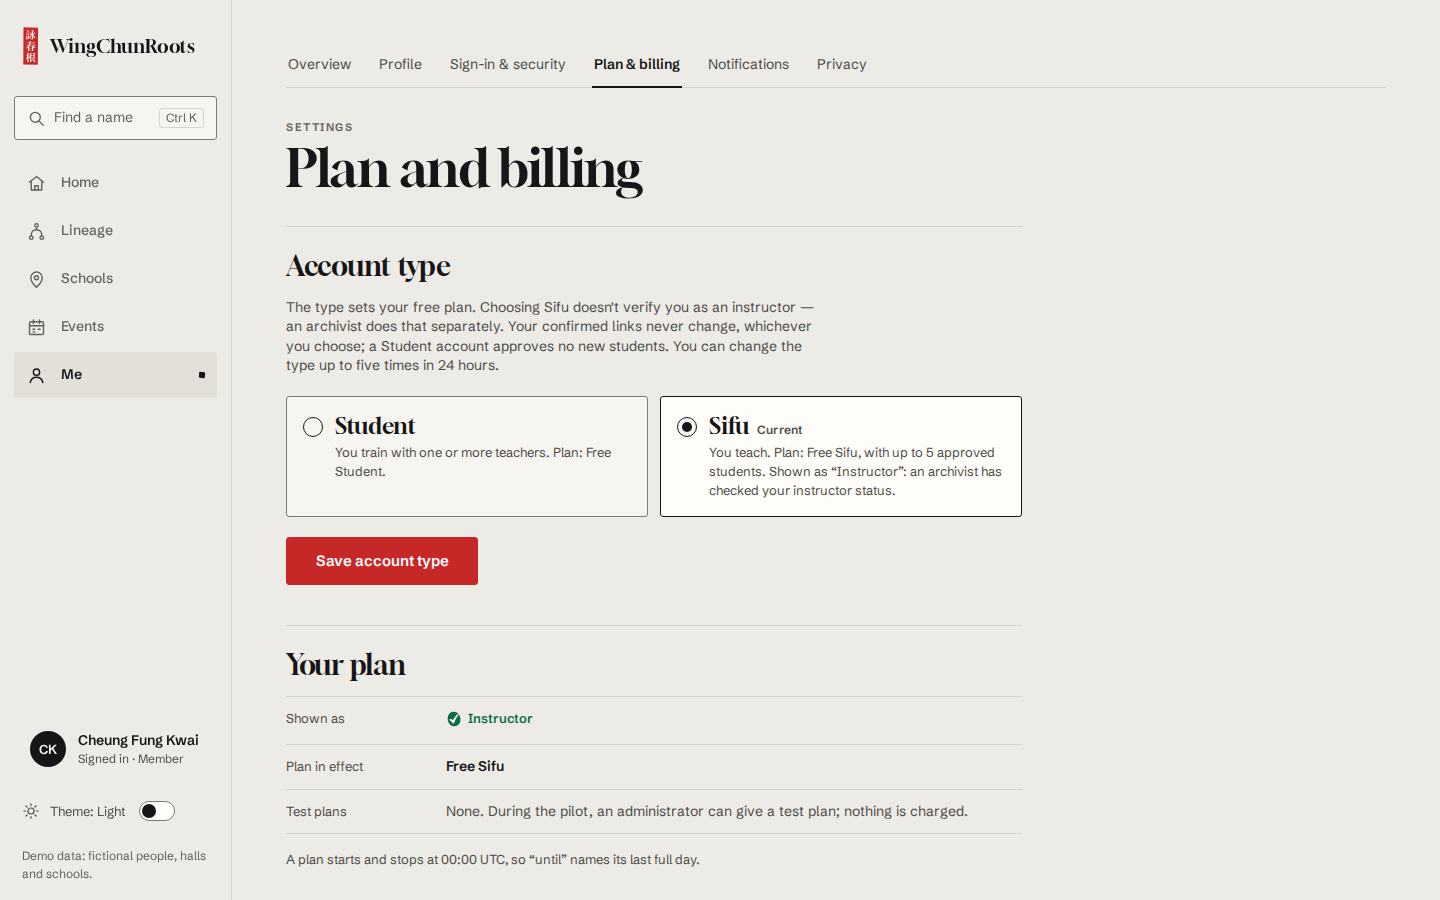 詠春根
WingChunRoots
Find a name
Ctrl K
Home
Lineage
Schools
Events
Me
CK
Cheung Fung Kwai
Signed in · Member
Theme: Light
Demo data: fictional people, halls
and schools.
Overview
Profile
Sign-in & security
Plan & billing
Notifications
Privacy
SETTINGS
Plan and billing
Account type
The type sets your free plan. Choosing Sifu doesn't verify you as an instructor —
an archivist does that separately. Your confirmed links never change, whichever
you choose; a Student account approves no new students. You can change the
type up to five times in 24 hours.
Student
You train with one or more teachers. Plan: Free
Student.
Sifu Current
You teach. Plan: Free Sifu, with up to 5 approved
students. Shown as “Instructor”: an archivist has
checked your instructor status.
Save account type
Your plan
Shown as
Instructor
Plan in effect
Free Sifu
Test plans
None. During the pilot, an administrator can give a test plan; nothing is charged.
A plan starts and stops at 00:00 UTC, so “until” names its last full day.